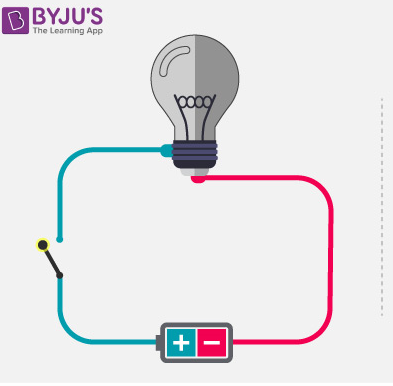 BYJU'S
The Learning App
+ −